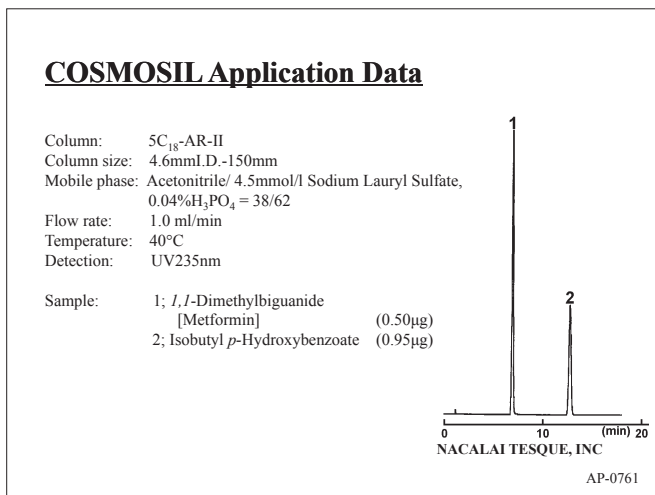 COSMOSIL Application Data
Column: 5C₁₈-AR-II
Column size: 4.6mmI.D.-150mm
Mobile phase: Acetonitrile/ 4.5mmol/l Sodium Lauryl Sulfate,
0.04%H₃PO₄ = 38/62
Flow rate: 1.0 ml/min
Temperature: 40°C
Detection: UV235nm
Sample: 1; 1,1-Dimethylbiguanide
[Metformin] (0.50μg)
2; Isobutyl p-Hydroxybenzoate (0.95μg)
1
2
0 10 (min) 20
NACALAI TESQUE, INC
AP-0761